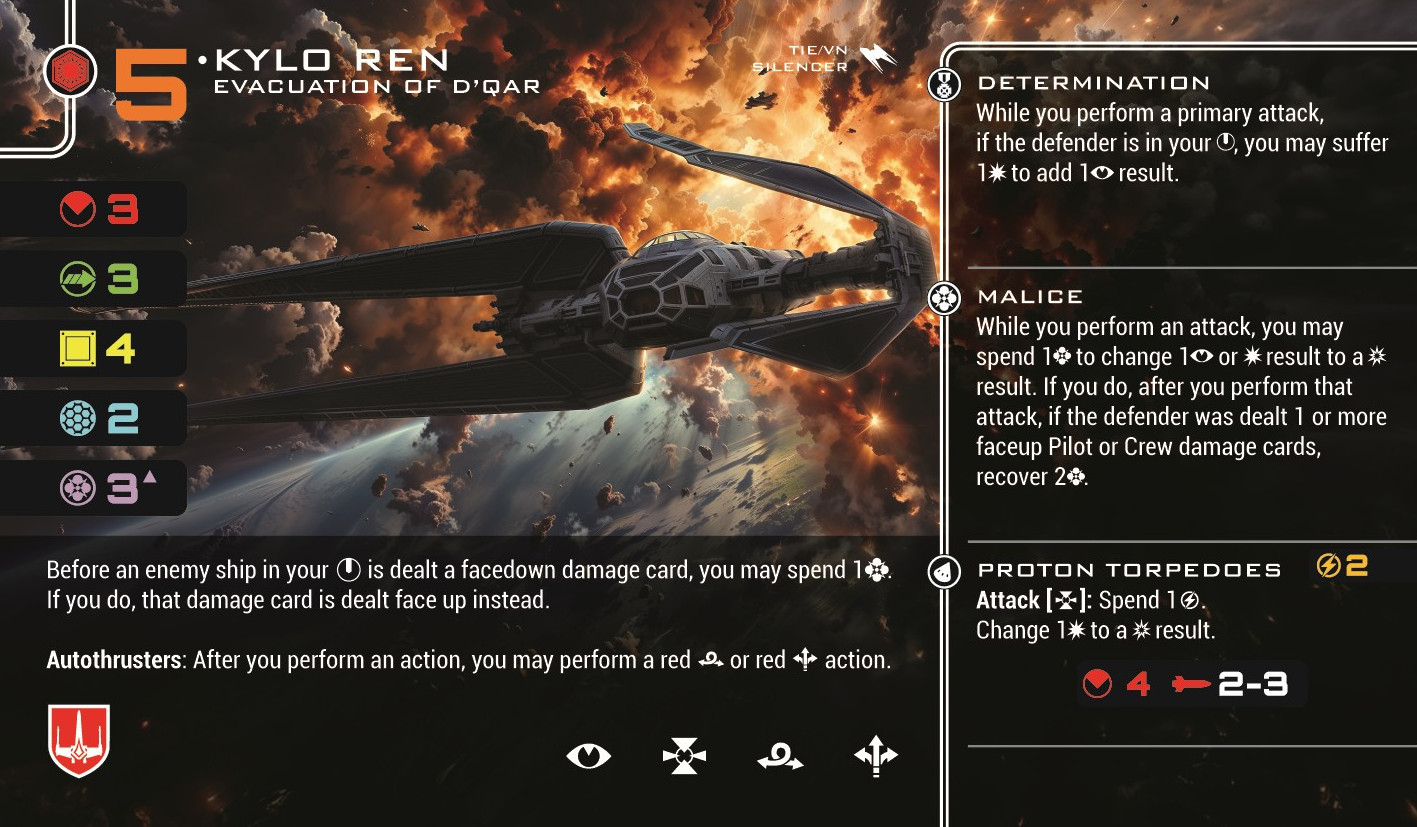 5 •KYLO REN
EVACUATION OF D'QAR
TIE/VN
SILENCER
3
3
4
2
3
Before an enemy ship in your is dealt a facedown damage card, you may spend 1.
If you do, that damage card is dealt face up instead.
Autothrusters: After you perform an action, you may perform a red or red action.
DETERMINATION
While you perform a primary attack,
if the defender is in your , you may suffer
1 to add 1 result.
MALICE
While you perform an attack, you may
spend 1 to change 1 or result to a
result. If you do, after you perform that
attack, if the defender was dealt 1 or more
faceup Pilot or Crew damage cards,
recover 2.
PROTON TORPEDOES 2
Attack []: Spend 1.
Change 1 to a result.
4 2-3